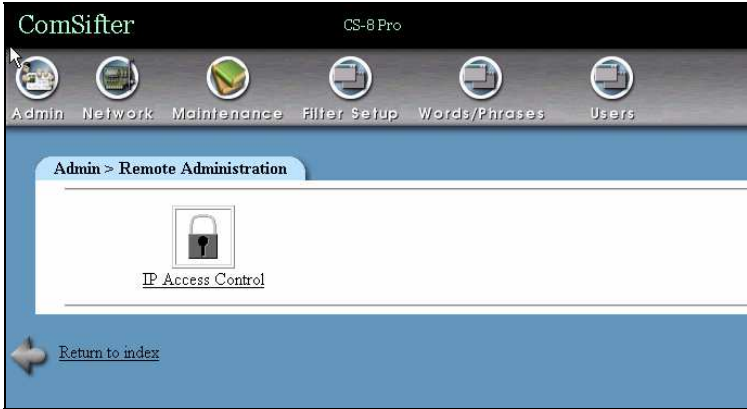 ComSifter CS-8 Pro
Admin Network Maintenance Filter Setup Words/Phrases Users
Admin > Remote Administration
IP Access Control
Return to index